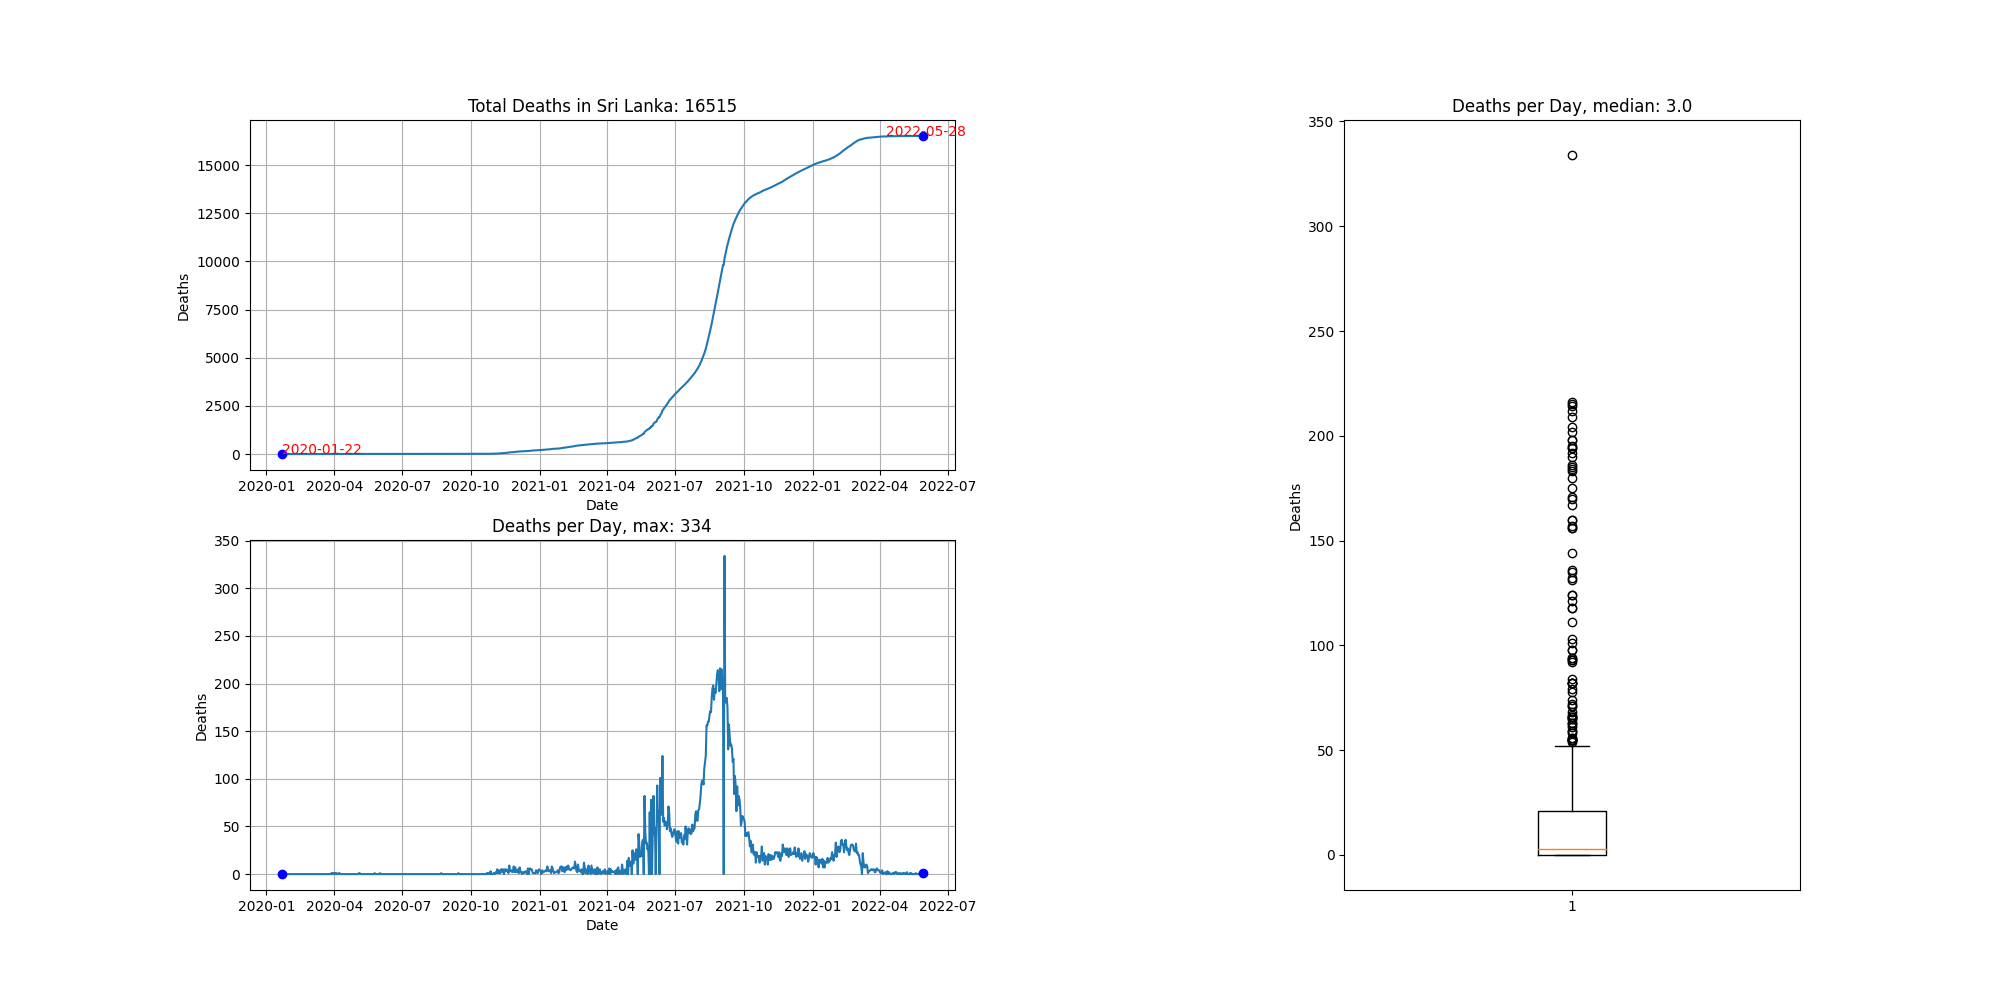 Total Deaths in Sri Lanka: 16515
2022-05-28
15000
12500
10000
7500
5000
2500
0
Deaths
2020-01-22
2020-01 2020-04 2020-07 2020-10 2021-01 2021-04 2021-07 2021-10 2022-01 2022-04 2022-07
Date
Deaths per Day, max: 334
350
300
250
200
150
100
50
0
Deaths
2020-01 2020-04 2020-07 2020-10 2021-01 2021-04 2021-07 2021-10 2022-01 2022-04 2022-07
Date
Deaths per Day, median: 3.0
350
300
250
200
150
100
50
0
Deaths
1